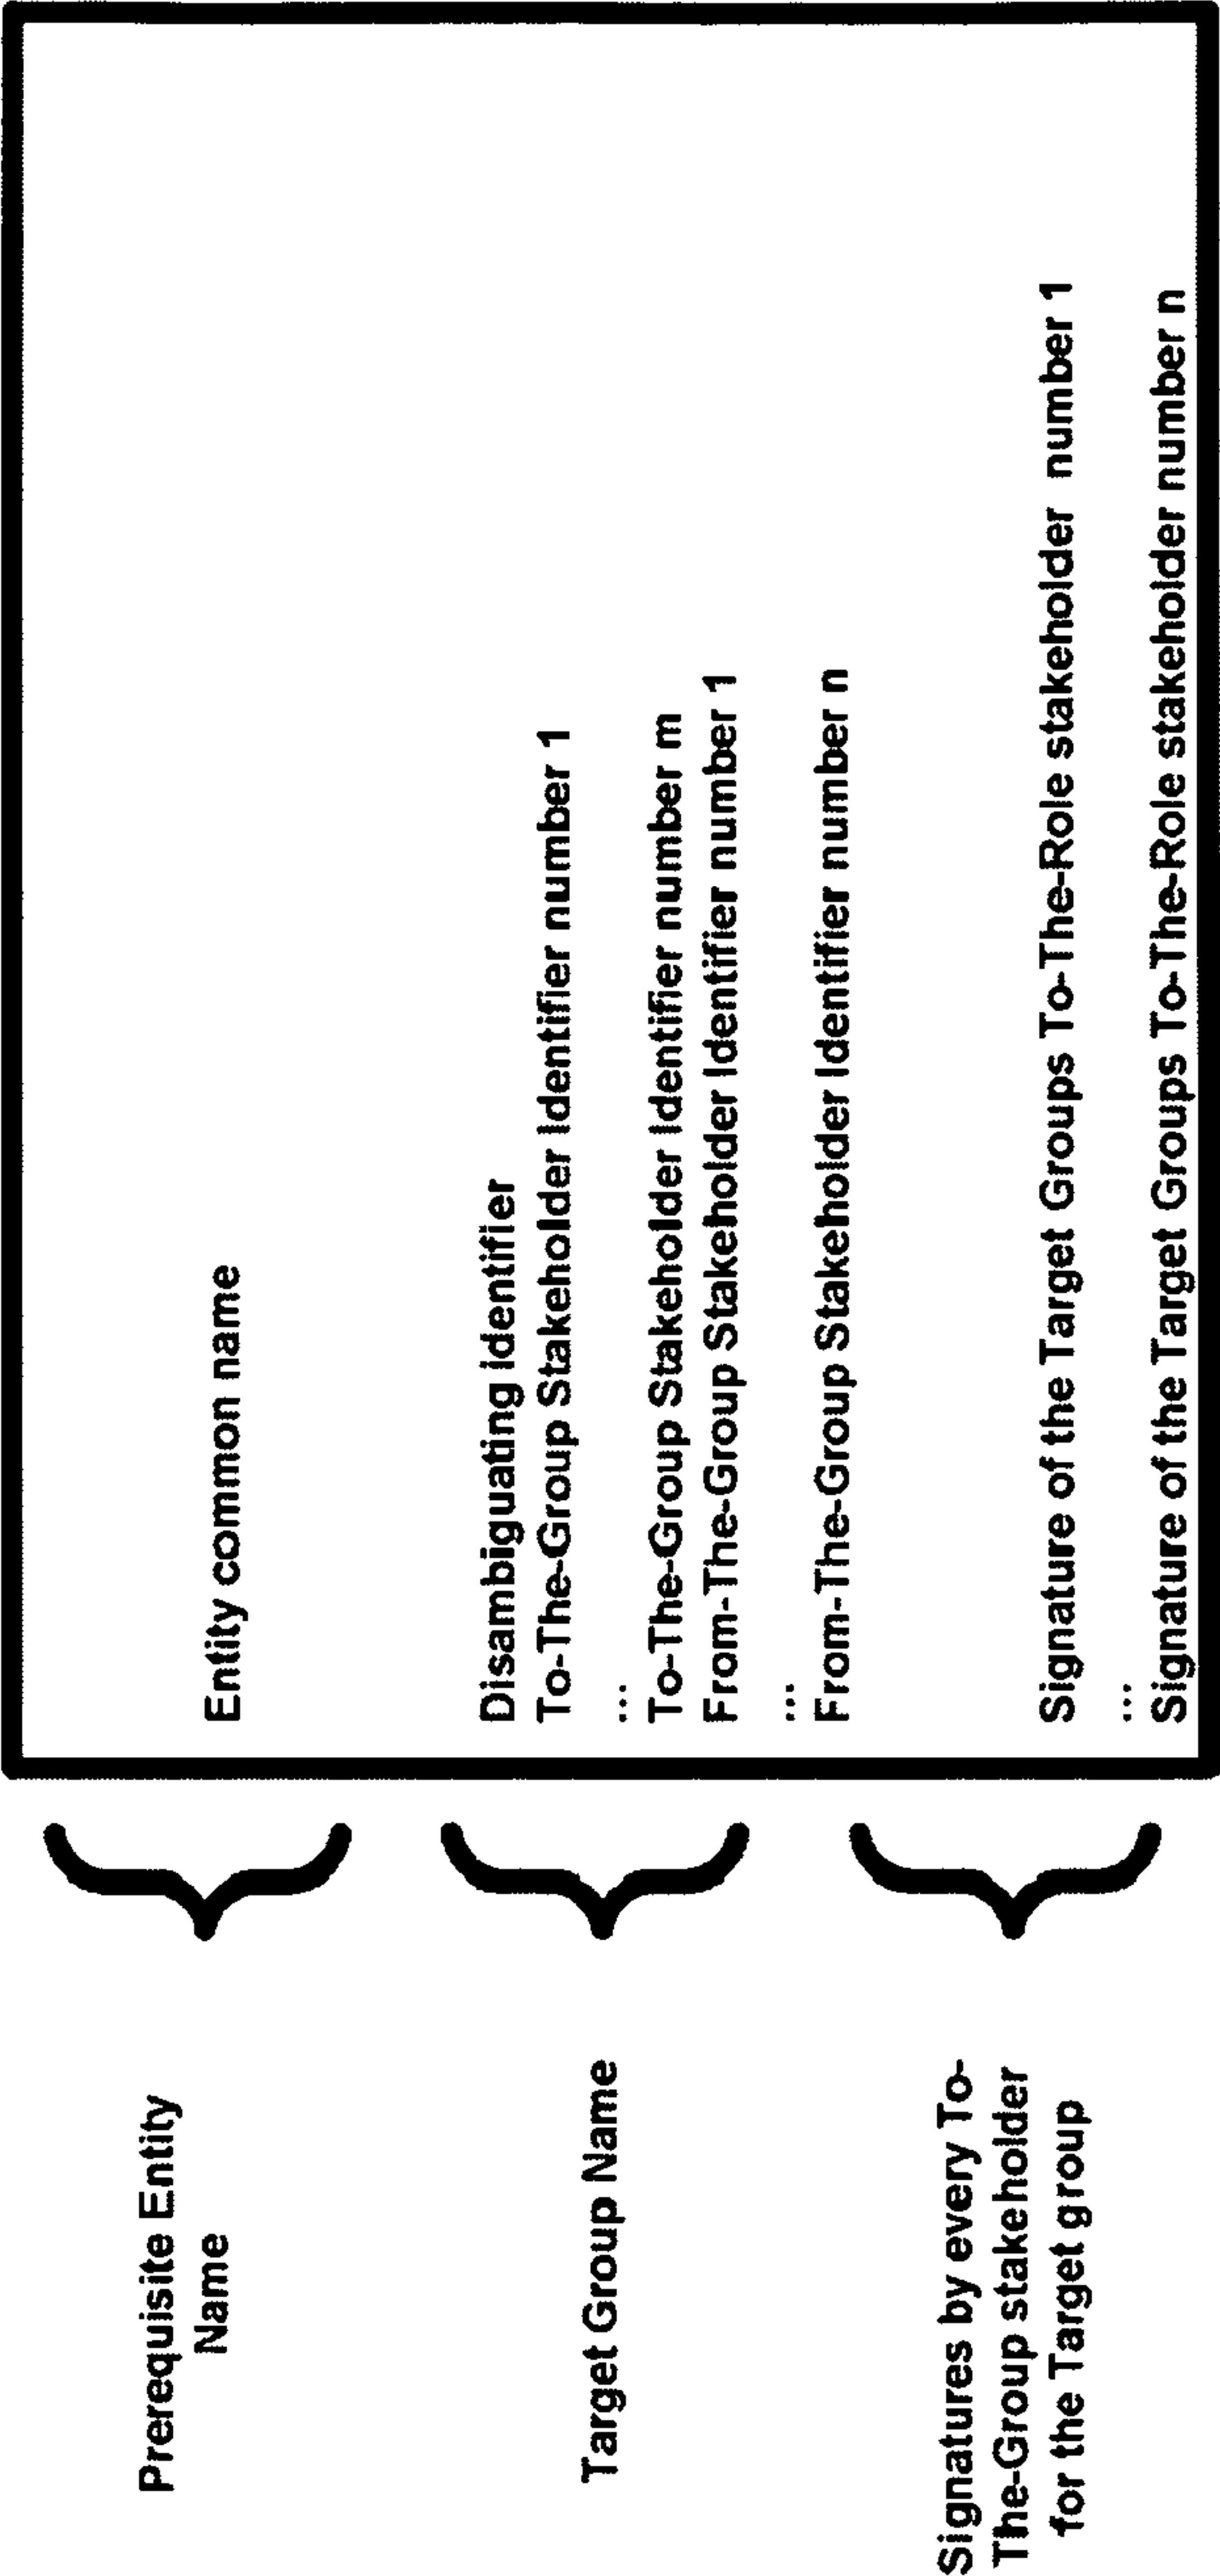 Prerequisite Entity
Name
Entity common name
Target Group Name
Disambiguating identifier
To-The-Group Stakeholder Identifier number 1
...
To-The-Group Stakeholder Identifier number m
From-The-Group Stakeholder Identifier number 1
...
From-The-Group Stakeholder Identifier number n
Signatures by every To-
The-Group stakeholder
for the Target group
Signature of the Target Groups To-The-Role stakeholder number 1
...
Signature of the Target Groups To-The-Role stakeholder number n